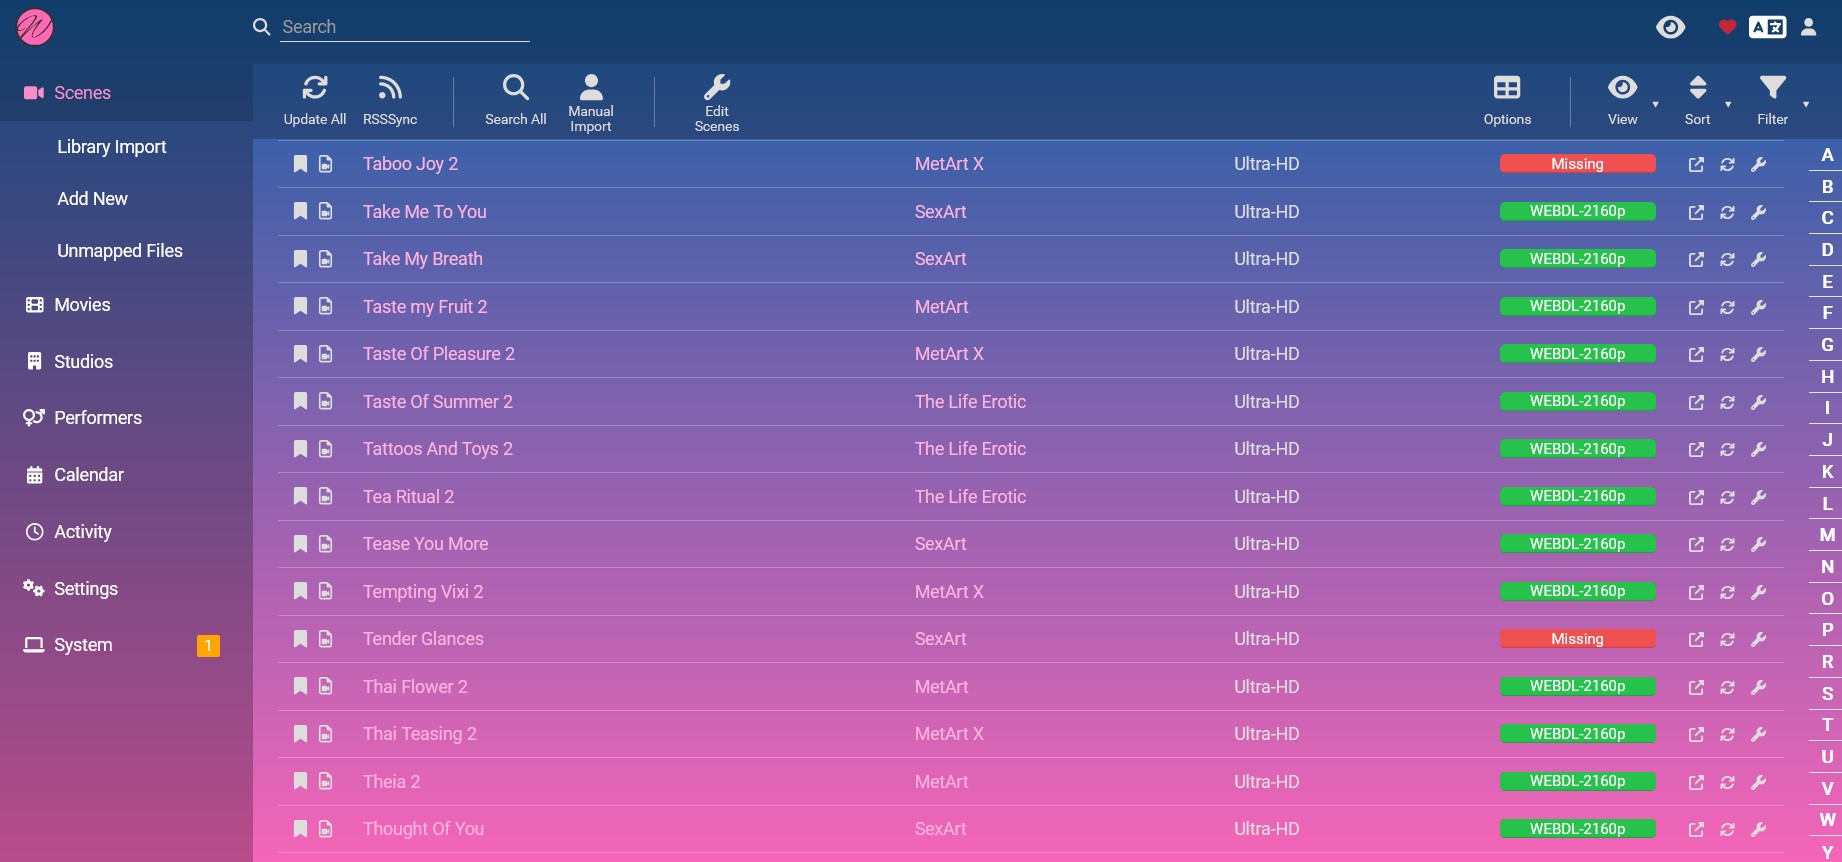 Search
Scenes
Library Import
Add New
Unmapped Files
Movies
Studios
Performers
Calendar
Activity
Settings
System 1
Update All RSSSync Search All Manual Import Edit Scenes Options View Sort Filter
Taboo Joy 2 MetArt X Ultra-HD Missing
Take Me To You SexArt Ultra-HD WEBDL-2160p
Take My Breath SexArt Ultra-HD WEBDL-2160p
Taste my Fruit 2 MetArt Ultra-HD WEBDL-2160p
Taste Of Pleasure 2 MetArt X Ultra-HD WEBDL-2160p
Taste Of Summer 2 The Life Erotic Ultra-HD WEBDL-2160p
Tattoos And Toys 2 The Life Erotic Ultra-HD WEBDL-2160p
Tea Ritual 2 The Life Erotic Ultra-HD WEBDL-2160p
Tease You More SexArt Ultra-HD WEBDL-2160p
Tempting Vixi 2 MetArt X Ultra-HD WEBDL-2160p
Tender Glances SexArt Ultra-HD Missing
Thai Flower 2 MetArt Ultra-HD WEBDL-2160p
Thai Teasing 2 MetArt X Ultra-HD WEBDL-2160p
Theia 2 MetArt Ultra-HD WEBDL-2160p
Thought Of You SexArt Ultra-HD WEBDL-2160p
A
B
C
D
E
F
G
H
I
J
K
L
M
N
O
P
R
S
T
U
V
W
Y